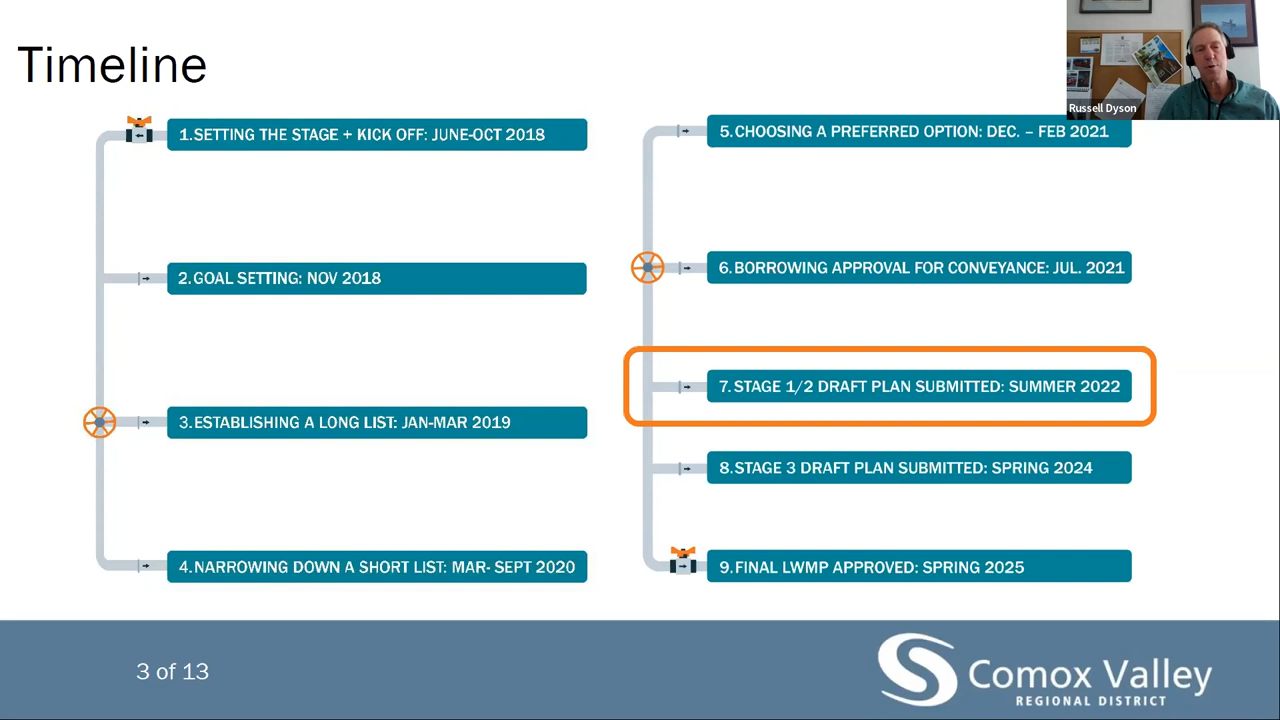 Timeline
Russell Dyson
1.SETTING THE STAGE + KICK OFF: JUNE-OCT 2018
2.GOAL SETTING: NOV 2018
3.ESTABLISHING A LONG LIST: JAN-MAR 2019
4.NARROWING DOWN A SHORT LIST: MAR- SEPT 2020
5.CHOOSING A PREFERRED OPTION: DEC. – FEB 2021
6.BORROWING APPROVAL FOR CONVEYANCE: JUL. 2021
7.STAGE 1/2 DRAFT PLAN SUBMITTED: SUMMER 2022
8.STAGE 3 DRAFT PLAN SUBMITTED: SPRING 2024
9.FINAL LWMP APPROVED: SPRING 2025
3 of 13
Comox Valley
REGIONAL DISTRICT